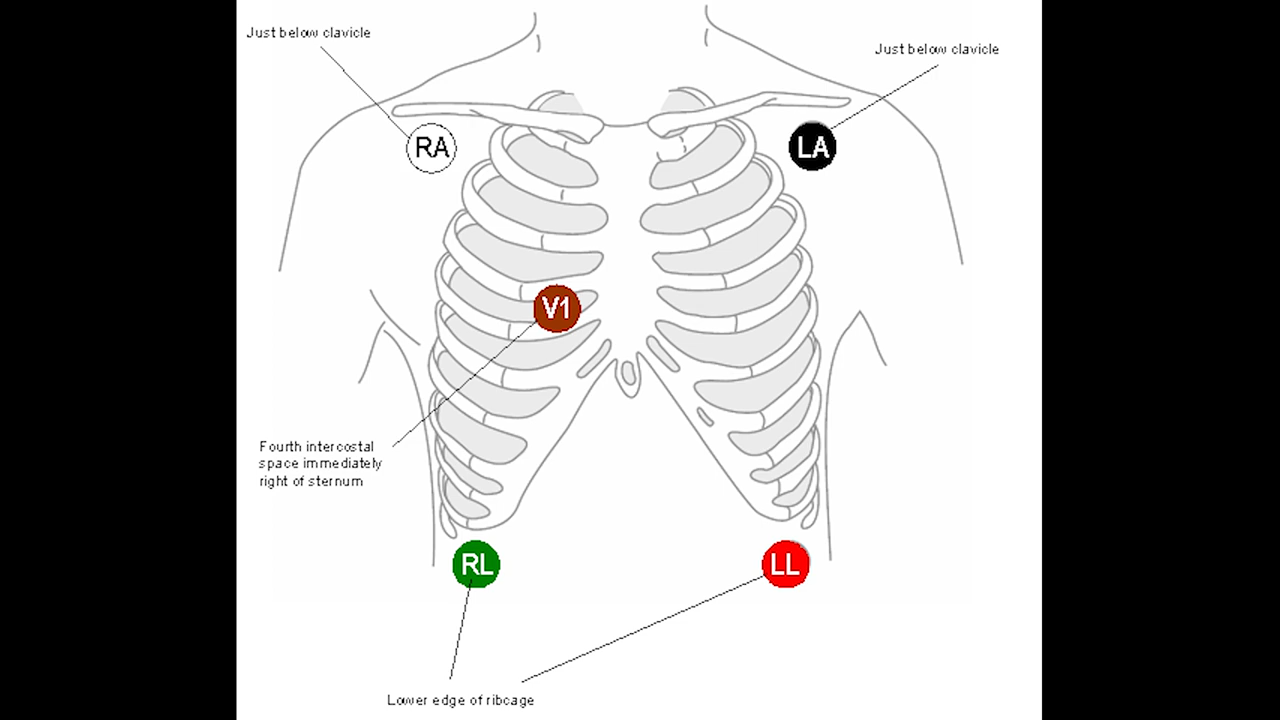 Just below clavicle
Just below clavicle
RA
LA
V1
Fourth intercostal
space immediately
right of sternum
RL
LL
Lower edge of ribcage